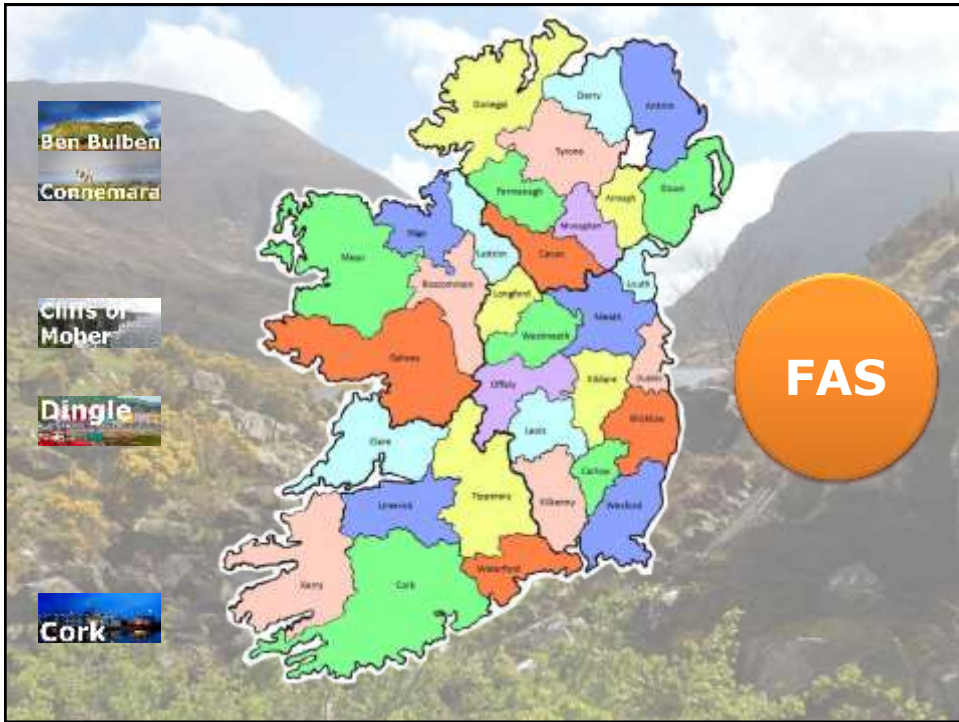 Ben Bulben
Connemara
Cliffs of
Moher
Dingle
Cork
FAS
Donegal
Derry
Antrim
Tyrone
Fermanagh
Armagh
Down
Monaghan
Sligo
Leitrim
Cavan
Mayo
Roscommon
Longford
Louth
Meath
Westmeath
Galway
Offaly
Kildare
Dublin
Wicklow
Laois
Clare
Carlow
Tipperary
Kilkenny
Wexford
Limerick
Waterford
Kerry
Cork